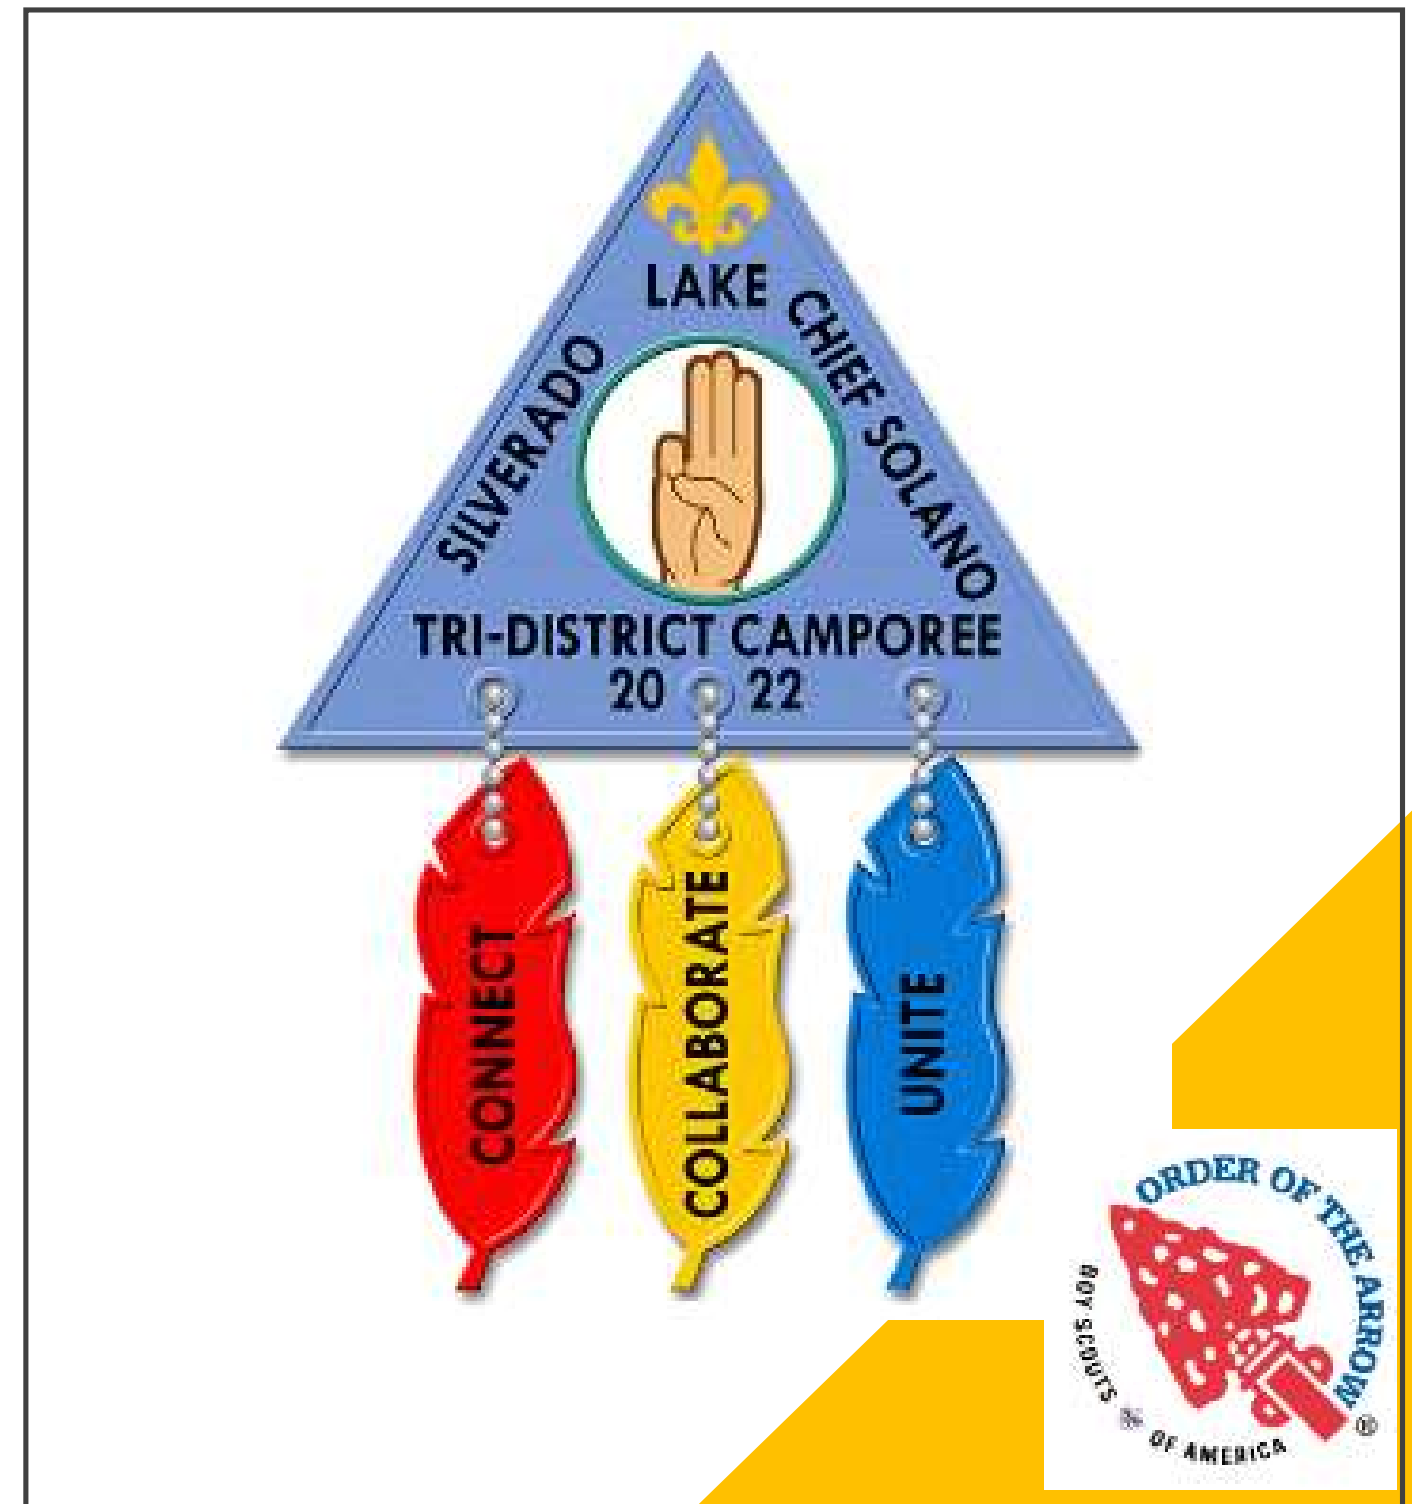 LAKE
SILVERADO
CHIEF SOLANO
TRI-DISTRICT CAMPOREE
20 22
CONNECT
COLLABORATE
UNITE
ORDER OF THE ARROW
®
BOY SCOUTS
OF AMERICA